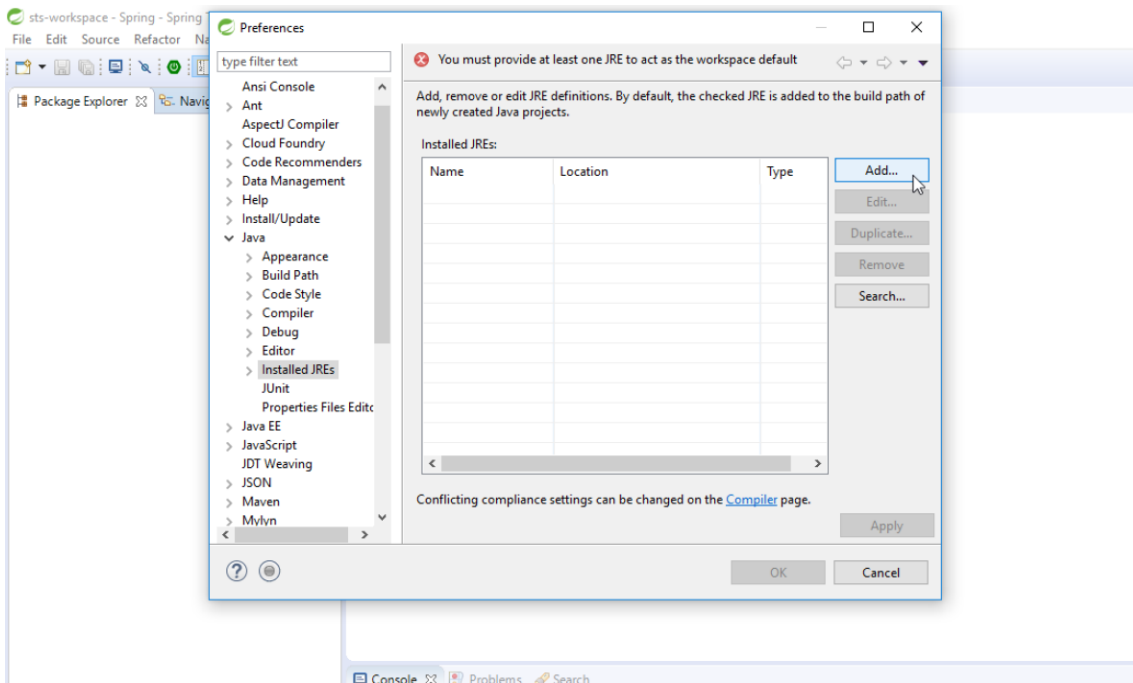 sts-workspace - Spring - Spring
File Edit Source Refactor Na
Package Explorer
Navig
Preferences
type filter text
Ansi Console
Ant
AspectJ Compiler
Cloud Foundry
Code Recommenders
Data Management
Help
Install/Update
Java
Appearance
Build Path
Code Style
Compiler
Debug
Editor
Installed JREs
JUnit
Properties Files Edito
Java EE
JavaScript
JDT Weaving
JSON
Maven
Mylyn
You must provide at least one JRE to act as the workspace default
Add, remove or edit JRE definitions. By default, the checked JRE is added to the build path of
newly created Java projects.
Installed JREs:
Name Location Type
Add...
Edit...
Duplicate...
Remove
Search...
Conflicting compliance settings can be changed on the Compiler page.
Apply
OK Cancel
Console Problems Search